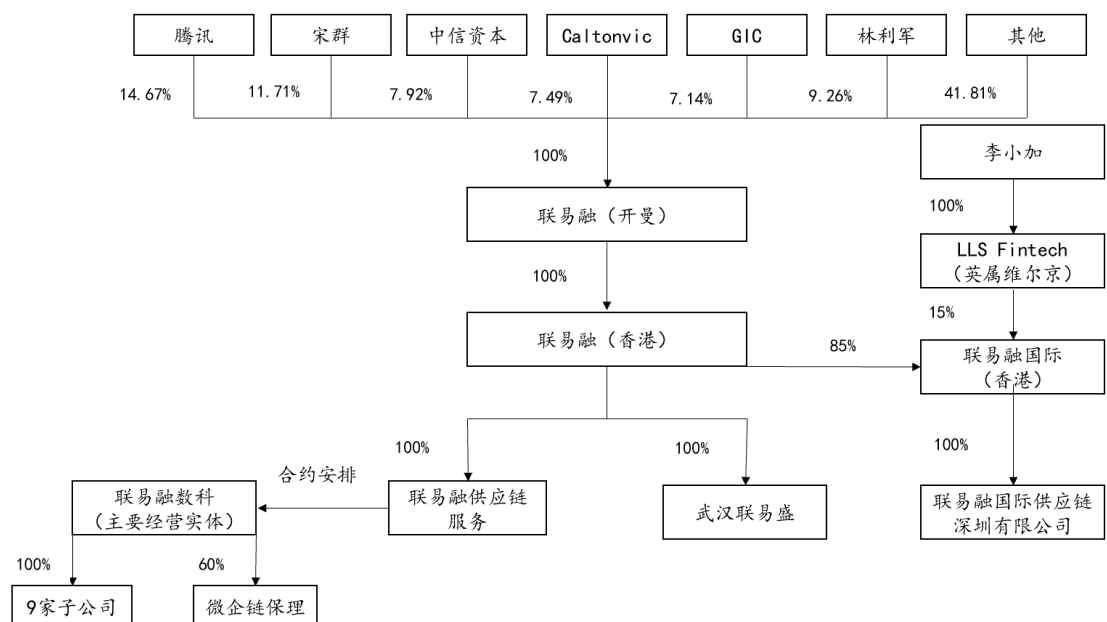 腾讯
宋群
中信资本
Caltonvic
GIC
林利军
其他
14.67%
11.71%
7.92%
7.49%
7.14%
9.26%
41.81%
100%
李小加
联易融（开曼）
100%
LLS Fintech
（英属维尔京）
100%
15%
联易融（香港）
85%
联易融国际
（香港）
100%
100%
100%
合约安排
联易融数科
（主要经营实体）
联易融供应链
服务
武汉联易盛
联易融国际供应链
深圳有限公司
100%
60%
9家子公司
微企链保理